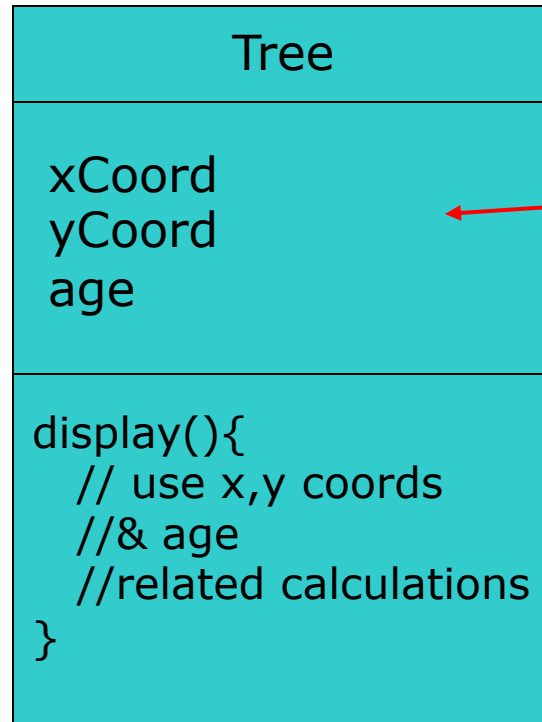 Tree
xCoord
yCoord
age
display(){
// use x,y coords
//& age
//related calculations
}